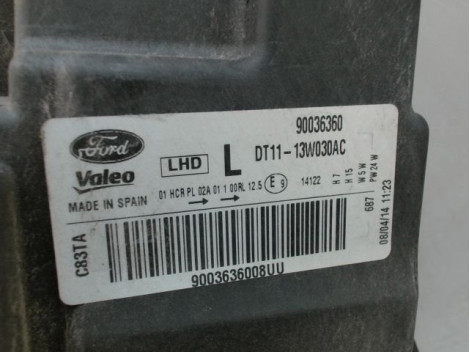 90036360
Ford
Valeo
LHD
L
DT11-13W030AC
MADE IN SPAIN
01 HCR PL 02A 01 1 00RL 12.5 E9 14122
H7
H15
W5W
PW24W
C83TA
9003636008UU
687
08/04/14 11:23